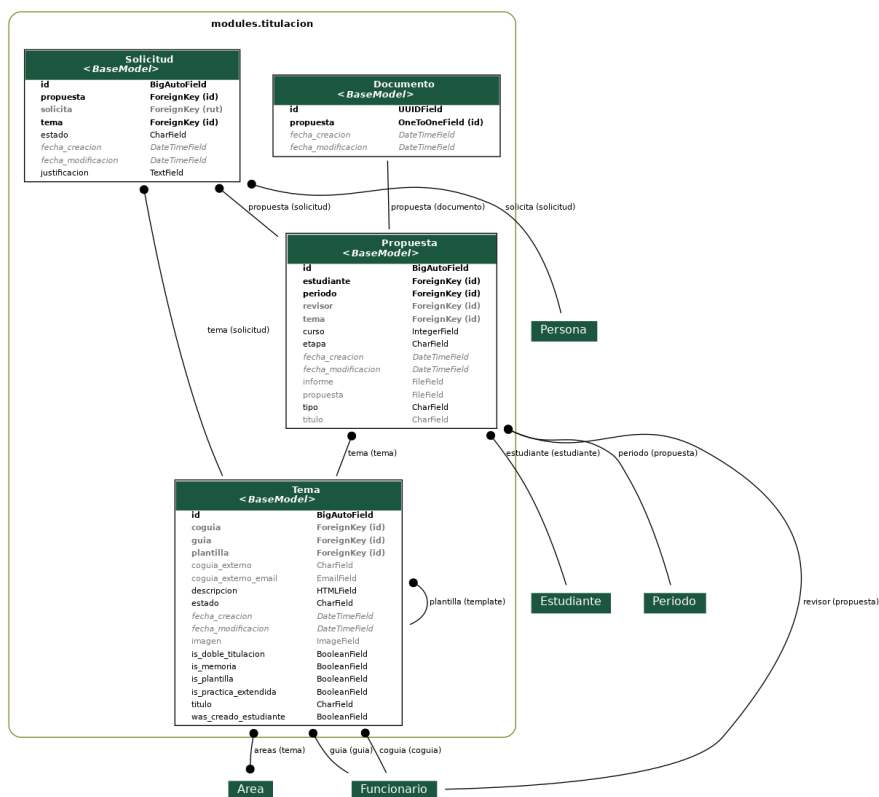 modules.titulacion
Solicitud
<BaseModel>
id BigAutoField
propuesta ForeignKey (id)
solicita ForeignKey (rut)
tema ForeignKey (id)
estado CharField
fecha_creacion DateTimeField
fecha_modificacion DateTimeField
justificacion TextField
Documento
<BaseModel>
id UUIDField
propuesta OneToOneField (id)
fecha_creacion DateTimeField
fecha_modificacion DateTimeField
propuesta (solicitud)
propuesta (documento)
solicita (solicitud)
Propuesta
<BaseModel>
id BigAutoField
estudiante ForeignKey (id)
periodo ForeignKey (id)
revisor ForeignKey (id)
tema ForeignKey (id)
curso IntegerField
etapa CharField
fecha_creacion DateTimeField
fecha_modificacion DateTimeField
informe FileField
propuesta FileField
tipo CharField
titulo CharField
tema (solicitud)
Persona
tema (tema)
estudiante (estudiante)
periodo (propuesta)
Tema
<BaseModel>
id BigAutoField
coguia ForeignKey (id)
guia ForeignKey (id)
plantilla ForeignKey (id)
coguia_externo CharField
coguia_externo_email EmailField
descripcion HTMLField
estado CharField
fecha_creacion DateTimeField
fecha_modificacion DateTimeField
imagen ImageField
is_doble_titulacion BooleanField
is_memoria BooleanField
is_plantilla BooleanField
is_practica_extendida BooleanField
titulo CharField
was_creado_estudiante BooleanField
plantilla (template)
Estudiante
Periodo
revisor (propuesta)
areas (tema)
guia (guia)
coguia (coguia)
Area
Funcionario